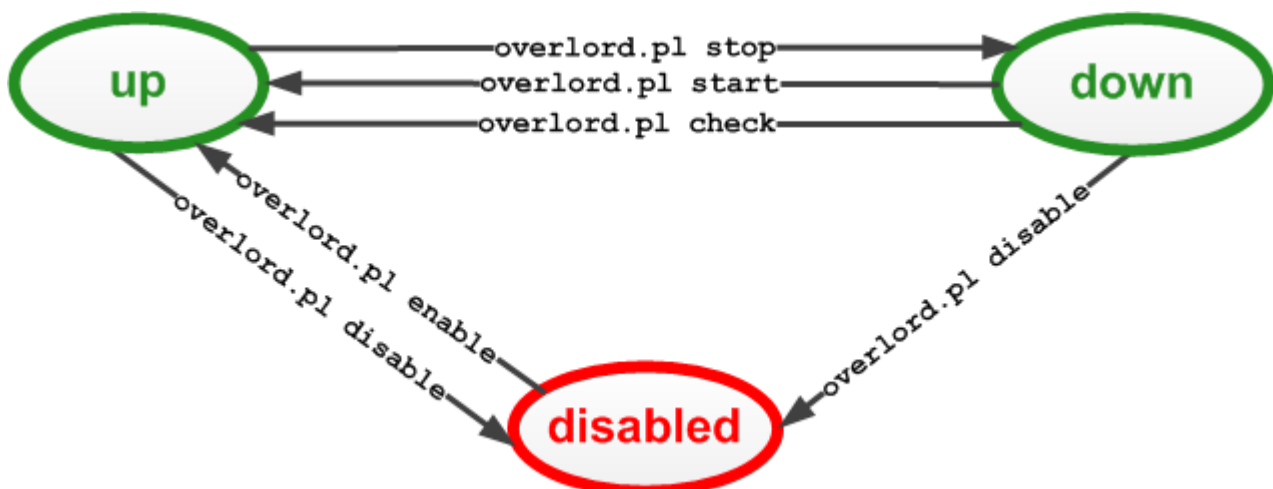 overlord.pl stop
up
overlord.pl start
down
overlord.pl check
overlord.pl enable
overlord.pl disable
overlord.pl disable
disabled